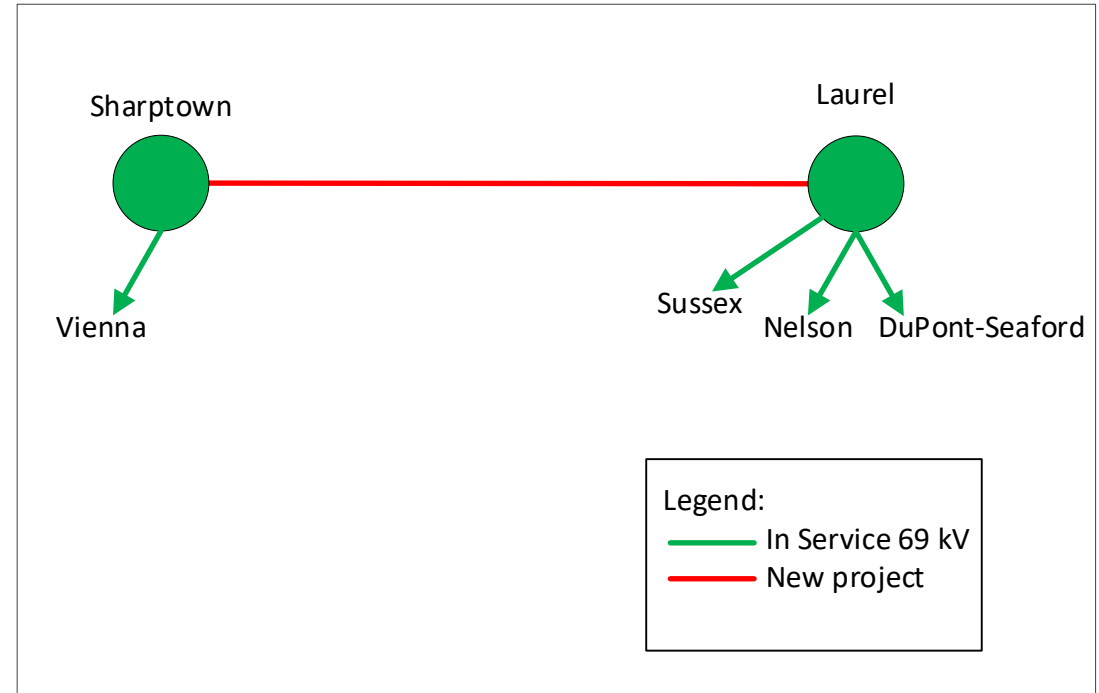 Sharptown
Laurel
Vienna
Sussex
Nelson
DuPont-Seaford
Legend:
In Service 69 kV
New project